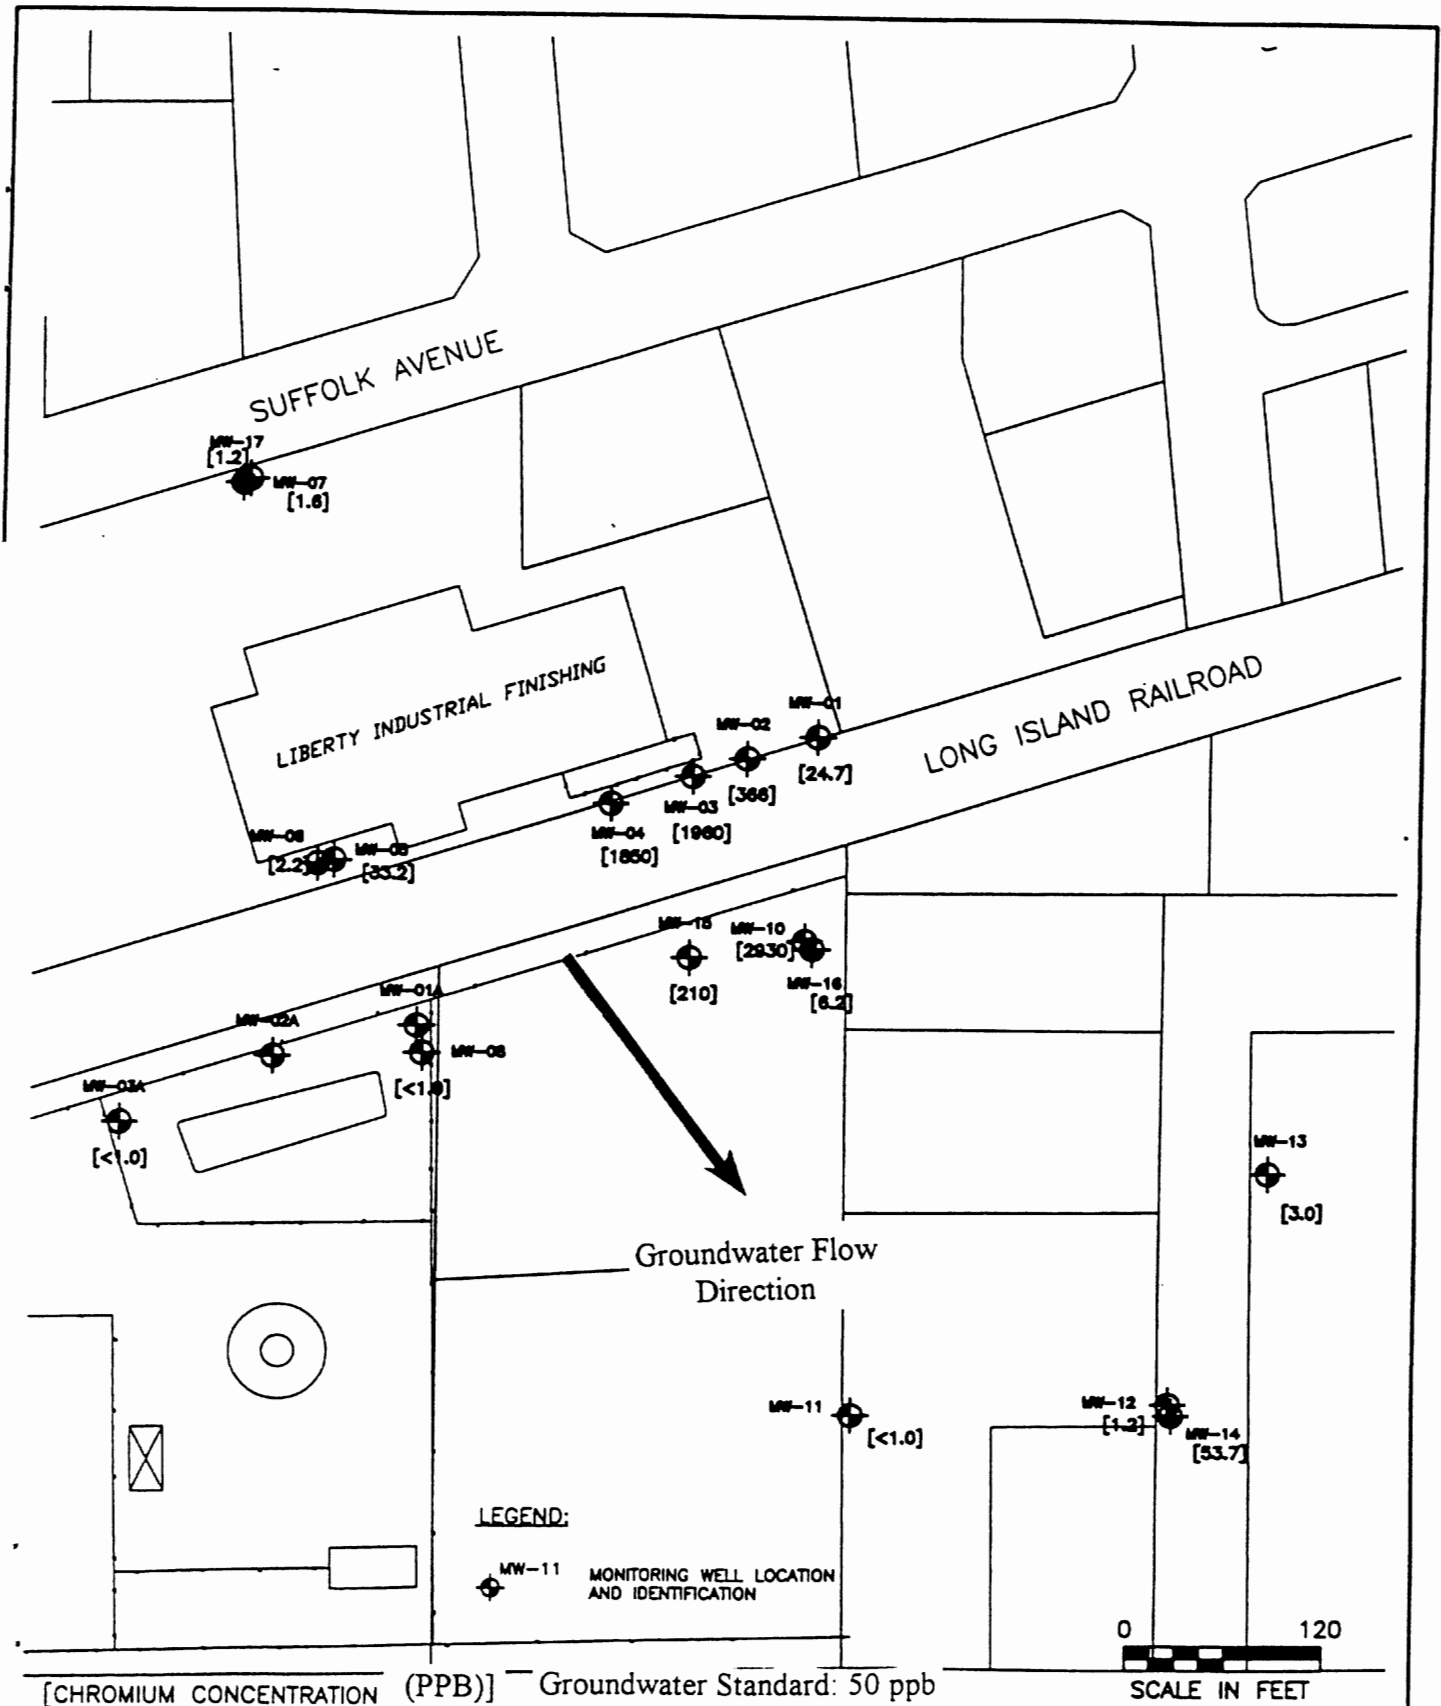 SUFFOLK AVENUE
MW-17
[1.2]
MW-07
[1.6]
LIBERTY INDUSTRIAL FINISHING
LONG ISLAND RAILROAD
MW-01
[24.7]
MW-02
[366]
MW-03
[1960]
MW-04
[1850]
[2.2]
[33.2]
MW-10
[2930]
[210]
MW-16
[6.2]
MW-01A
MW-02A
MW-03A
[<1.0]
[<1.0]
MW-13
[3.0]
Groundwater Flow
Direction
MW-11
[<1.0]
MW-12
[1.2]
MW-14
[53.7]
LEGEND:
MW-11
MONITORING WELL LOCATION
AND IDENTIFICATION
0 120
SCALE IN FEET
[CHROMIUM CONCENTRATION (PPB)] Groundwater Standard: 50 ppb